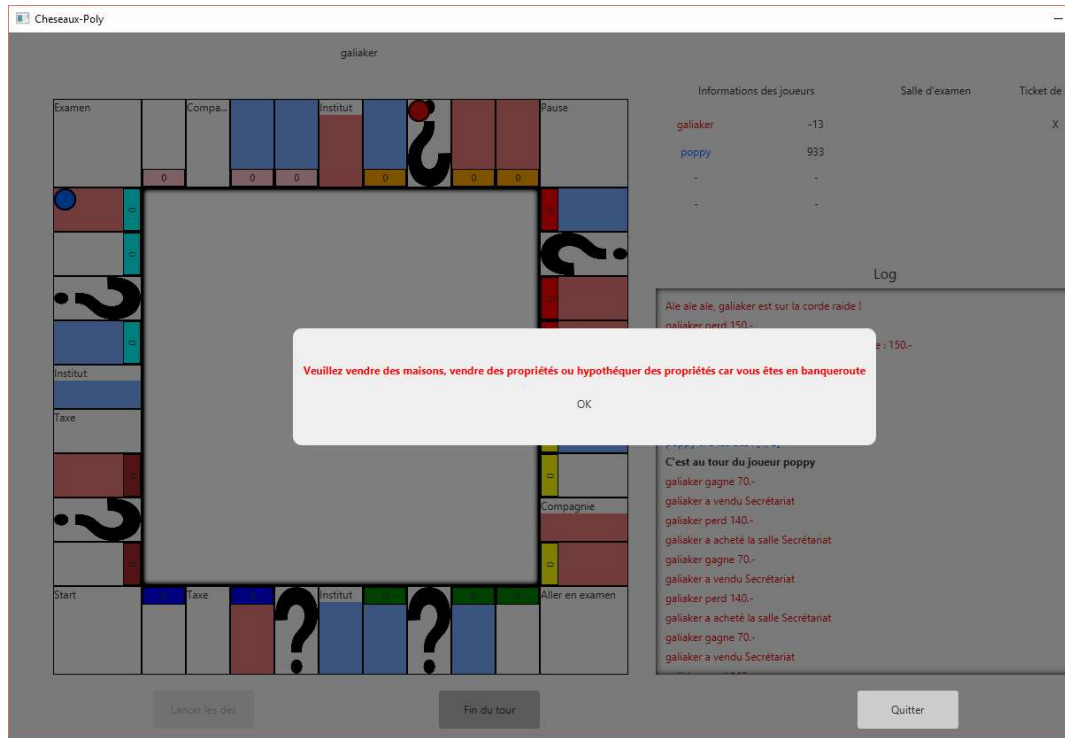 Cheseaux-Poly
galiaker
Informations des joueurs Salle d'examen Ticket de
galiaker -13 X
poppy 933
- -
- -
Examen Compa... Institut ? Pause
0 0 0 0 0 0
0
0 ?
?
0
Institut
Taxe
0
? Compagnie
0
Start Taxe ? Institut ? Aller en examen
Log
Aïe aïe aïe, galiaker est sur la corde raide !
galiaker perd 150.-
e : 150.-
Veuillez vendre des maisons, vendre des propriétés ou hypothéquer des propriétés car vous êtes en banqueroute
OK
C'est au tour du joueur poppy
galiaker gagne 70.-
galiaker a vendu Secrétariat
galiaker perd 140.-
galiaker a acheté la salle Secrétariat
galiaker gagne 70.-
galiaker a vendu Secrétariat
galiaker perd 140.-
galiaker a acheté la salle Secrétariat
galiaker gagne 70.-
galiaker a vendu Secrétariat
Lancer les dés Fin du tour Quitter